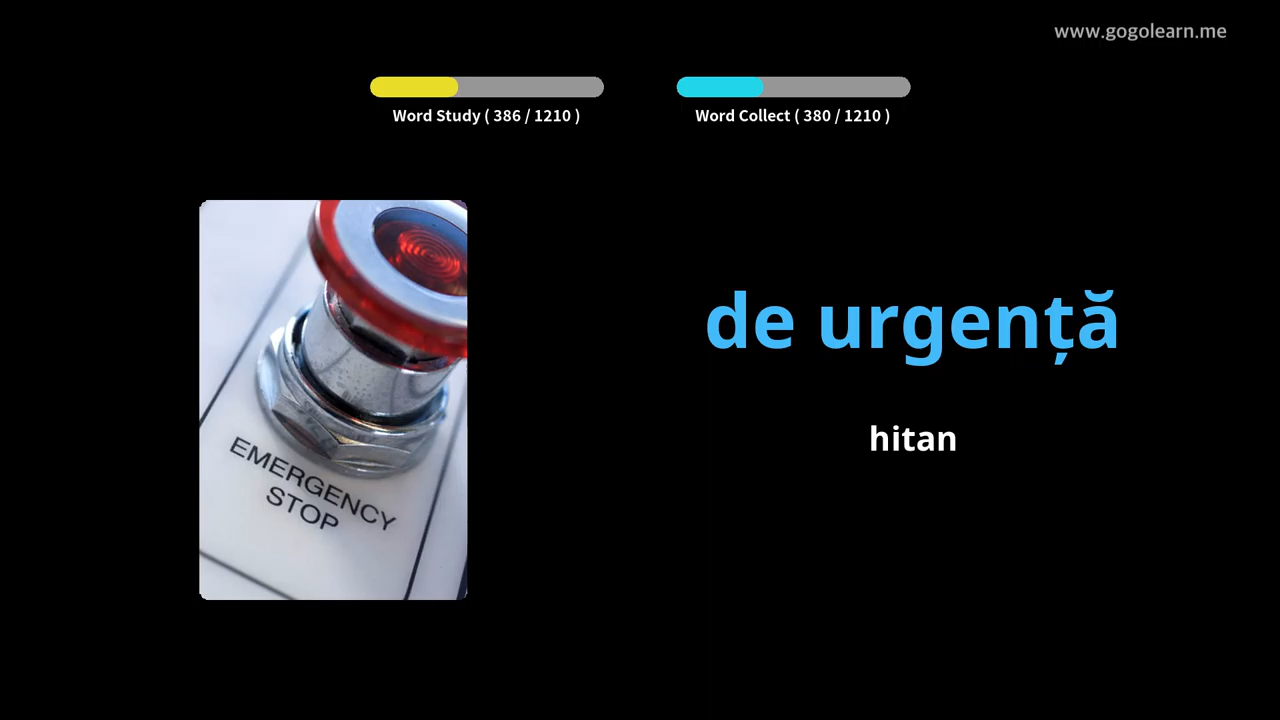 www.gogolearn.me
Word Study ( 386 / 1210 )
Word Collect ( 380 / 1210 )
EMERGENCY
STOP
de urgență
hitan